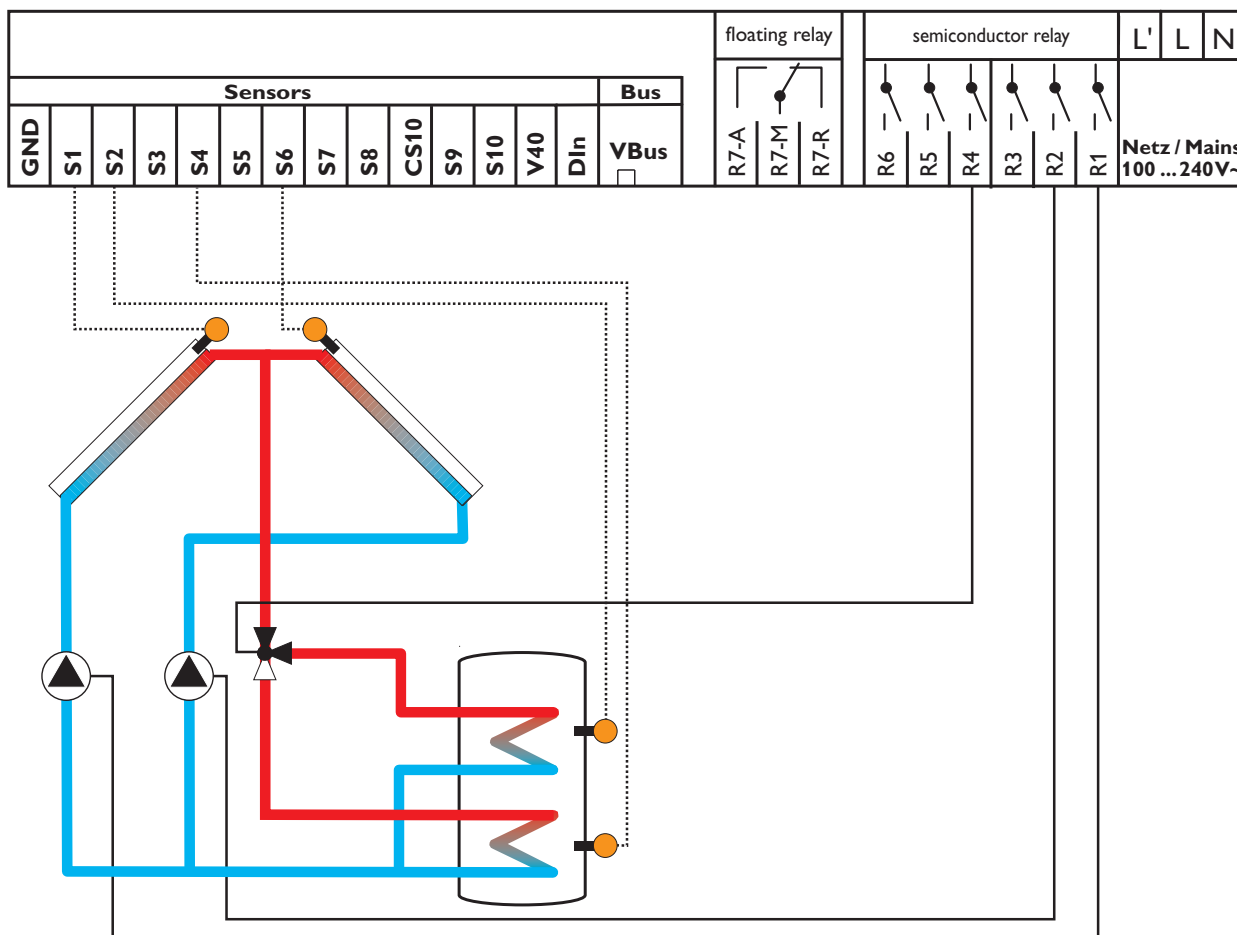 floating relay
semiconductor relay
L' L N
Sensors
Bus
GND
S1
S2
S3
S4
S5
S6
S7
S8
CS10
S9
S10
V40
DIn
VBus
R7-A
R7-M
R7-R
R6
R5
R4
R3
R2
R1
Netz / Mains
100 ... 240 V~